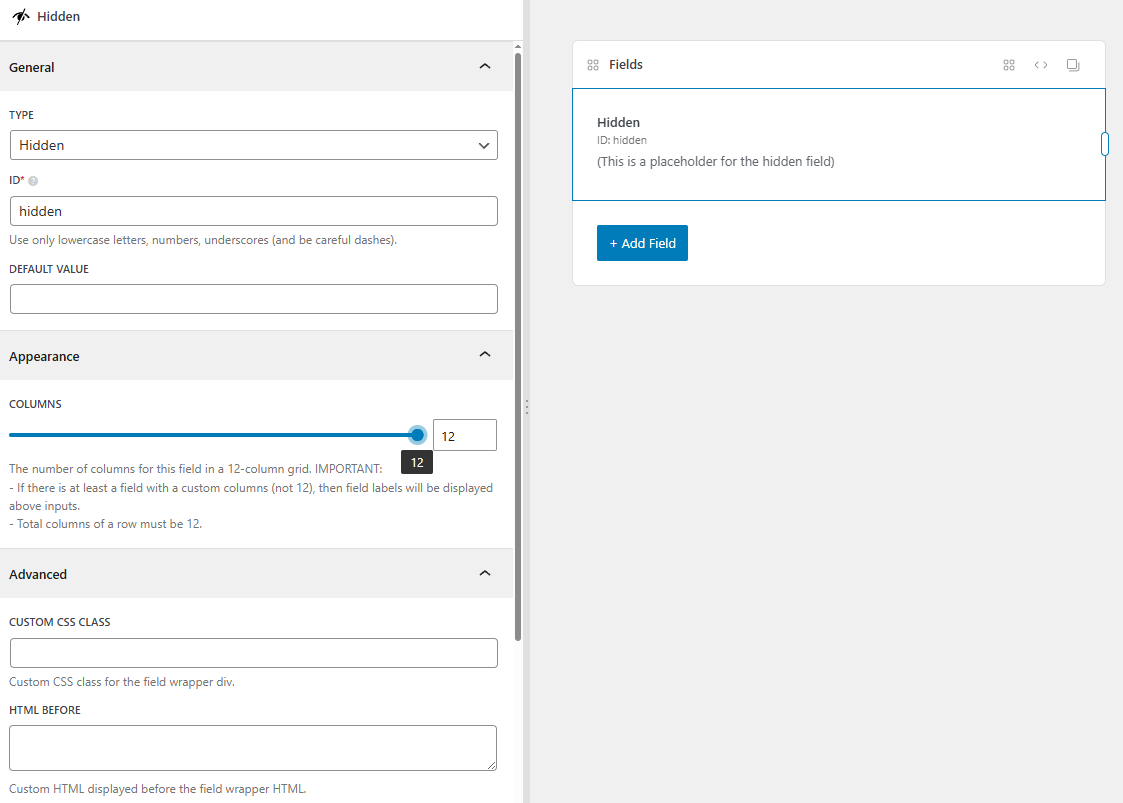 Hidden
General
TYPE
Hidden
ID*
hidden
Use only lowercase letters, numbers, underscores (and be careful dashes).
DEFAULT VALUE
Appearance
COLUMNS
12
12
The number of columns for this field in a 12-column grid. IMPORTANT:
- If there is at least a field with a custom columns (not 12), then field labels will be displayed
above inputs.
- Total columns of a row must be 12.
Advanced
CUSTOM CSS CLASS
Custom CSS class for the field wrapper div.
HTML BEFORE
Custom HTML displayed before the field wrapper HTML.
Fields
Hidden
ID: hidden
(This is a placeholder for the hidden field)
+ Add Field